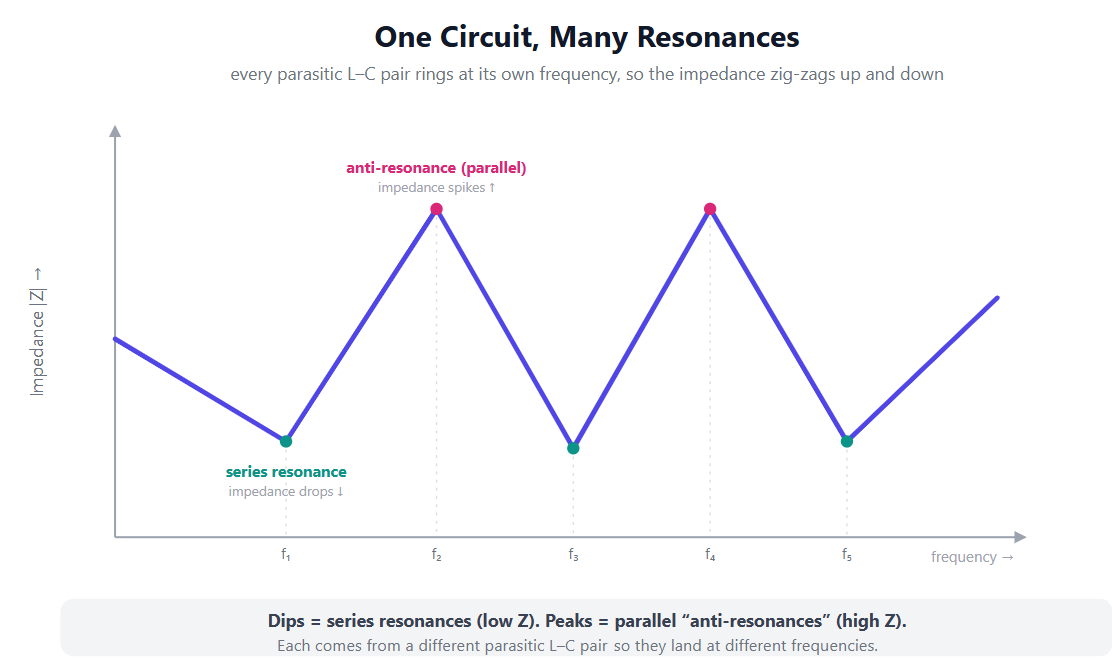 One Circuit, Many Resonances
every parasitic L–C pair rings at its own frequency, so the impedance zig-zags up and down
anti-resonance (parallel)
impedance spikes ↑
Impedance |Z| →
series resonance
impedance drops ↓
f₁
f₂
f₃
f₄
f₅
frequency →
Dips = series resonances (low Z). Peaks = parallel “anti-resonances” (high Z).
Each comes from a different parasitic L–C pair so they land at different frequencies.